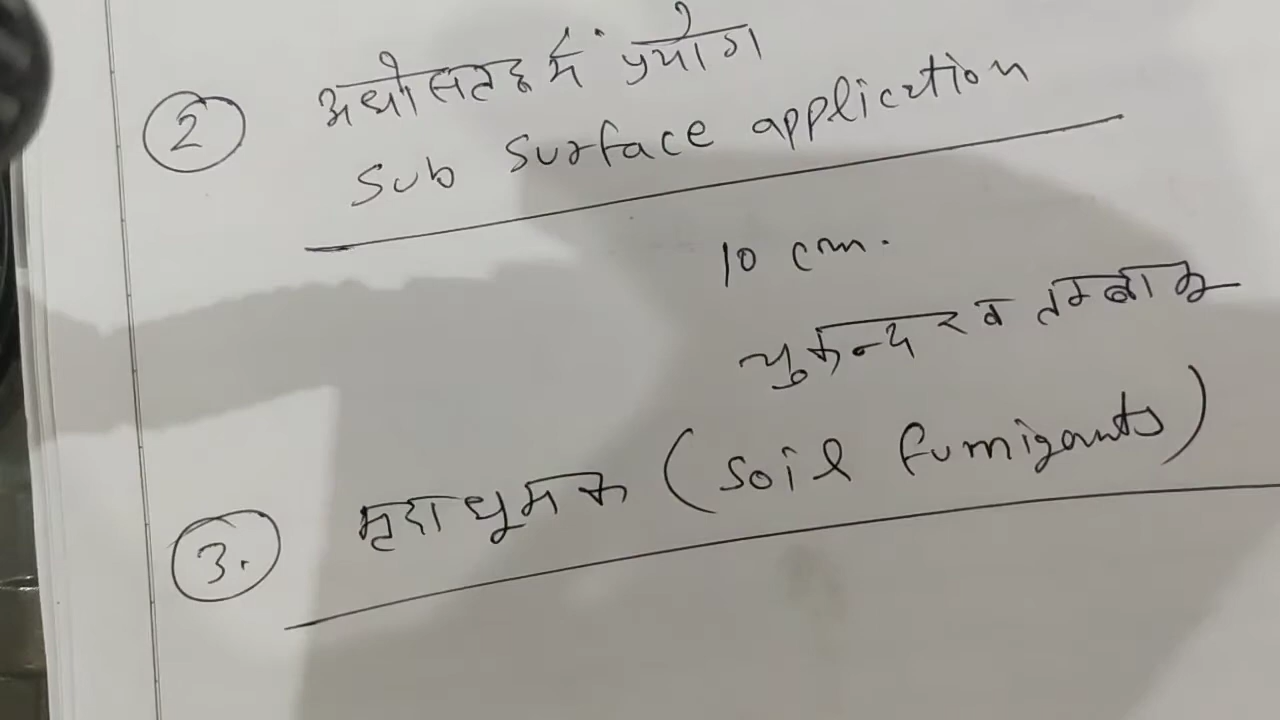 2 अधोसतह में प्रयोग
Sub surface application
10 cm.
चुकन्दर व तम्बाकू
3. मृदा धूमक (soil fumigants)